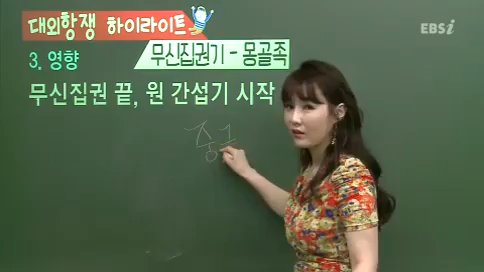 대외항쟁 하이라이트
EBSi
무신집권기 - 몽골족
3. 영향
무신집권 끝, 원 간섭기 시작